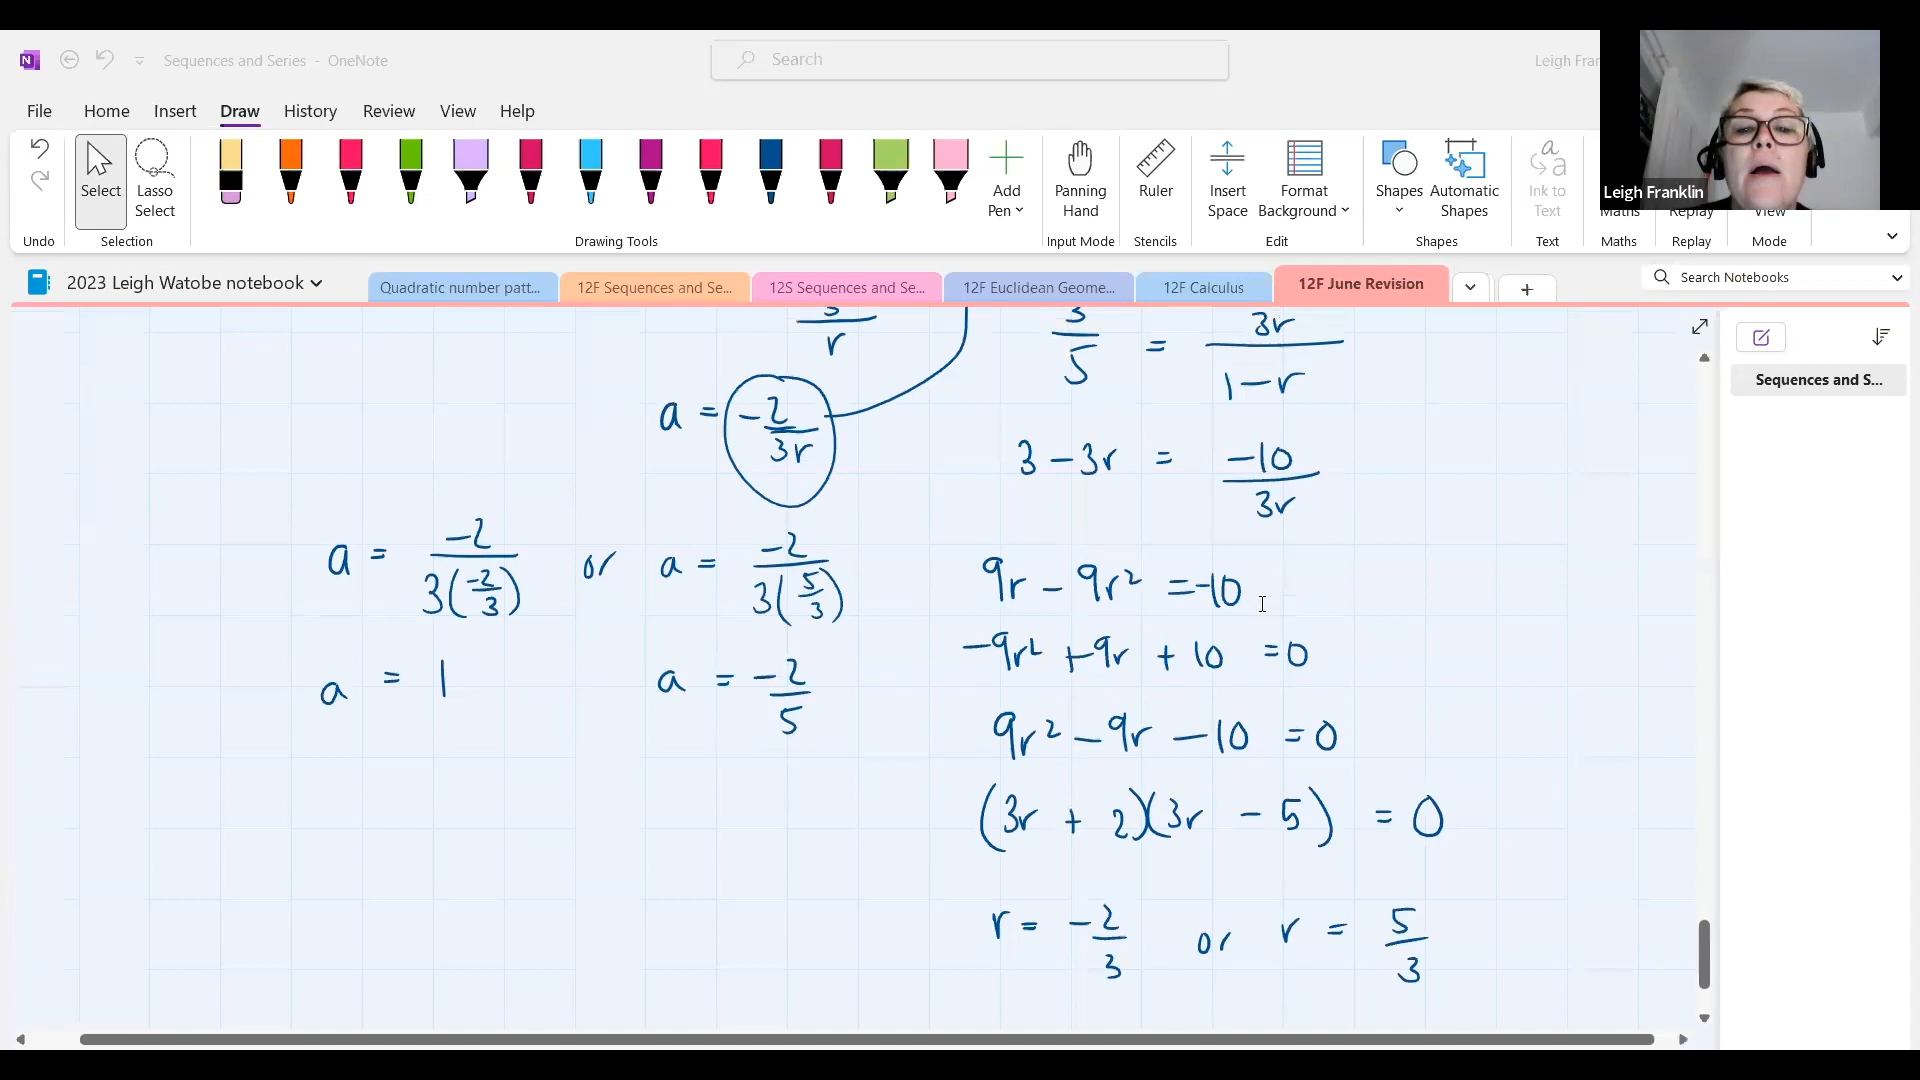 Sequences and Series - OneNote
Search
Leigh Fran
Leigh Franklin
File Home Insert Draw History Review View Help
Select
Lasso Select
Add Pen
Panning Hand
Ruler
Insert Space
Format Background
Shapes
Automatic Shapes
Ink to Text
Maths
Replay
View
Undo Selection Drawing Tools Input Mode Stencils Edit Shapes Text Maths Replay Mode
2023 Leigh Watobe notebook
Quadratic number patt...
12F Sequences and Se...
12S Sequences and Se...
12F Euclidean Geome...
12F Calculus
12F June Revision
Search Notebooks
Sequences and S...
r
a = -2/3r
a = -2/3(-2/3) or a = -2/3(5/3)
a = 1 a = -2/5
3/5 = 3r/1-r
3 - 3r = -10/3r
9r - 9r² = -10
-9r² + 9r + 10 = 0
9r² - 9r - 10 = 0
(3r + 2)(3r - 5) = 0
r = -2/3 or r = 5/3